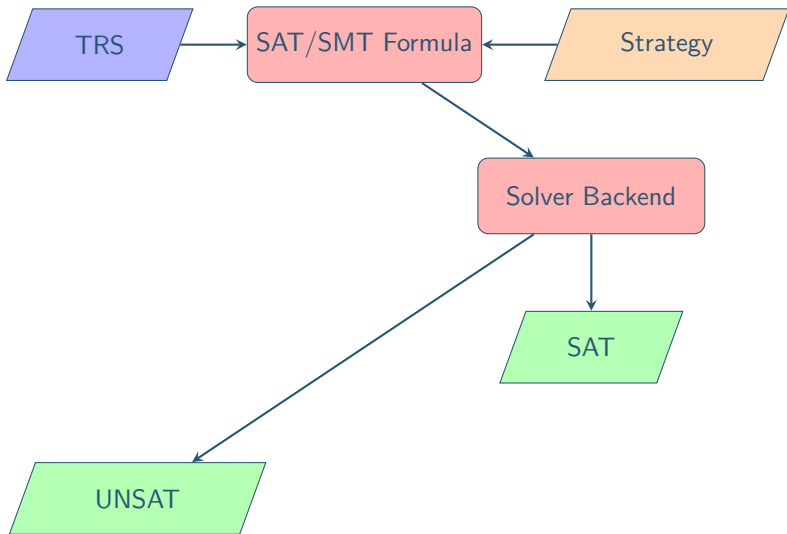 TRS
SAT/SMT Formula
Strategy
Solver Backend
SAT
UNSAT